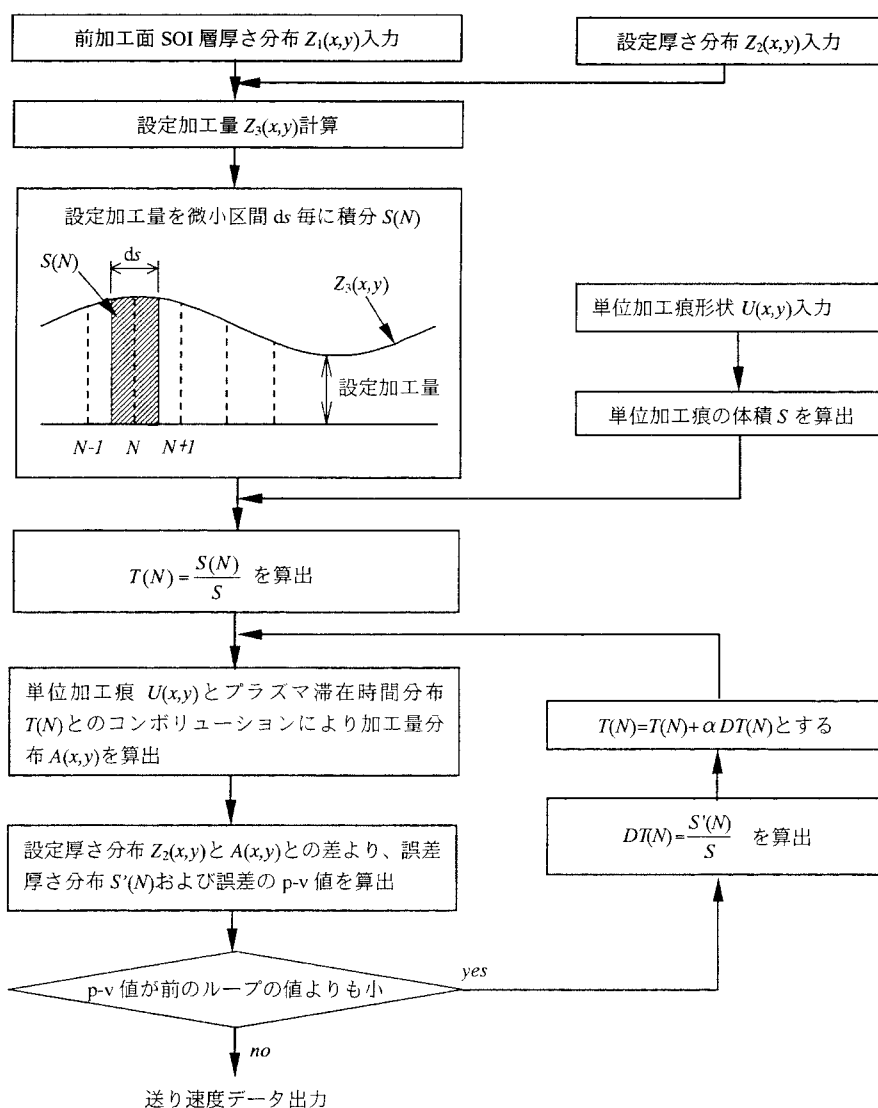 前加工面 SOI 層厚さ分布 Z₁(x,y)入力
設定厚さ分布 Z₂(x,y)入力
設定加工量 Z₃(x,y)計算
設定加工量を微小区間 ds 毎に積分 S(N)
ds
S(N)
Z₃(x,y)
設定加工量
N-1 N N+1
単位加工痕形状 U(x,y)入力
単位加工痕の体積 S を算出
T(N)=S(N)/S を算出
単位加工痕 U(x,y)とプラズマ滞在時間分布
T(N)とのコンボリューションにより加工量分
布 A(x,y)を算出
T(N)=T(N)+αDT(N)とする
DT(N)=S'(N)/S を算出
設定厚さ分布 Z₂(x,y)と A(x,y)との差より、誤差
厚さ分布 S'(N)および誤差の p-v 値を算出
p-v 値が前のループの値よりも小
yes
no
送り速度データ出力